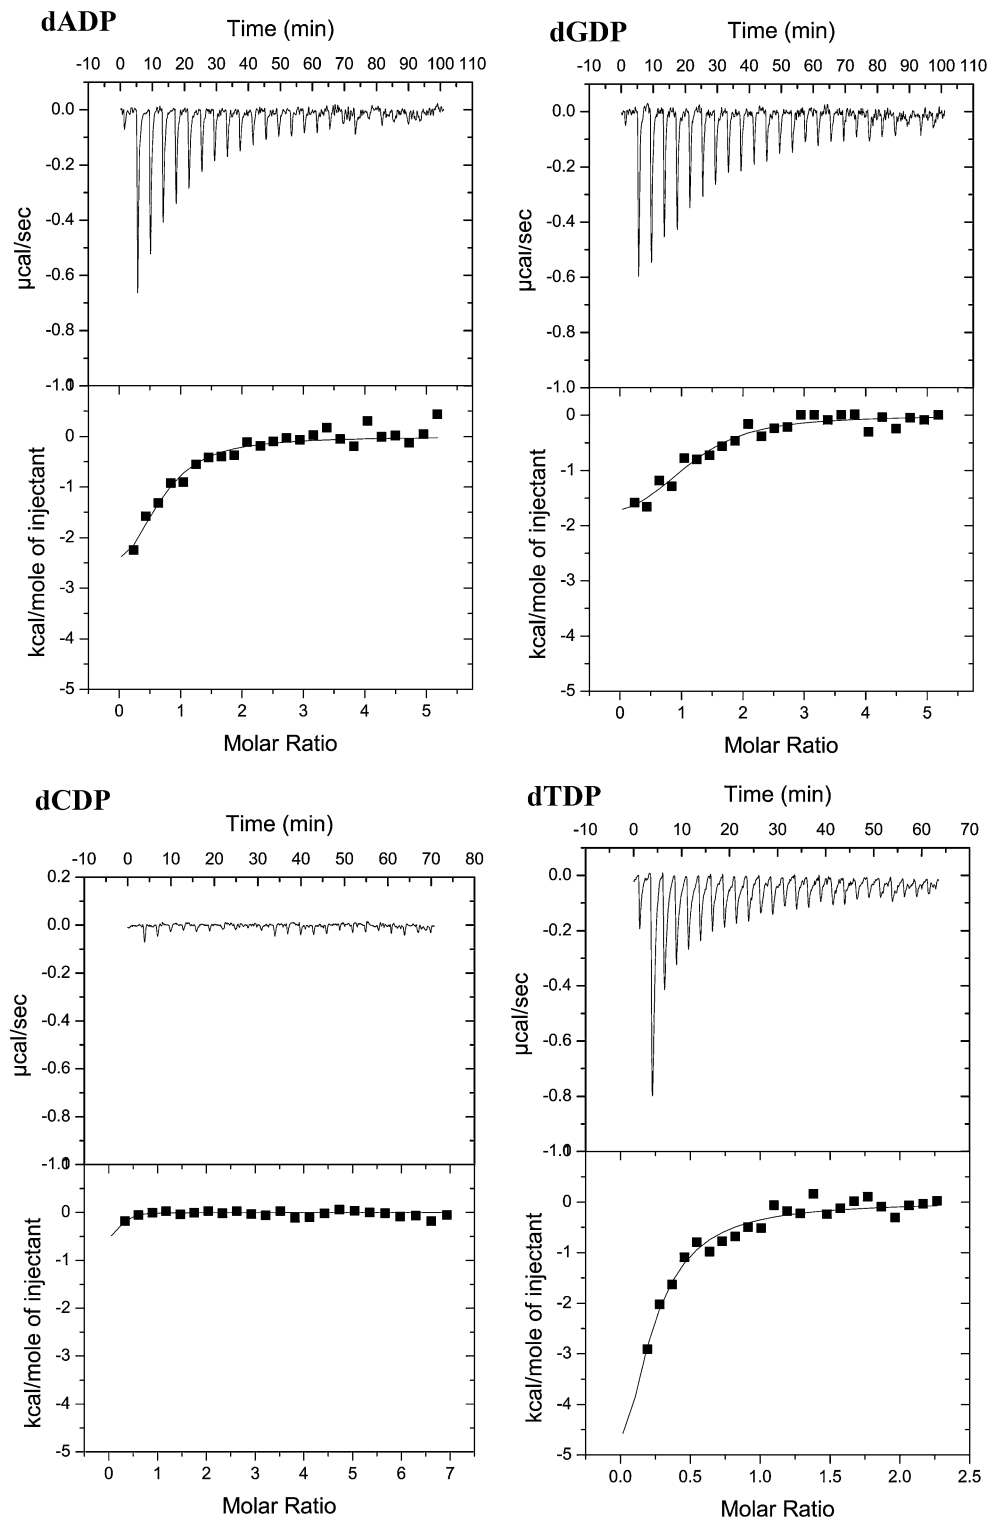 dADP
Time (min)
-10 0 10 20 30 40 50 60 70 80 90 100 110
0.0
-0.2
-0.4
-0.6
-0.8
-1.0
µcal/sec
0
-1
-2
-3
-4
-5
kcal/mole of injectant
0 1 2 3 4 5
Molar Ratio
dGDP
Time (min)
-10 0 10 20 30 40 50 60 70 80 90 100 110
0.0
-0.2
-0.4
-0.6
-0.8
-1.0
µcal/sec
0
-1
-2
-3
-4
-5
kcal/mole of injectant
0 1 2 3 4 5
Molar Ratio
dCDP
Time (min)
-10 0 10 20 30 40 50 60 70 80
0.2
0.0
-0.2
-0.4
-0.6
-0.8
-1.0
µcal/sec
0
-1
-2
-3
-4
-5
kcal/mole of injectant
0 1 2 3 4 5 6 7
Molar Ratio
dTDP
Time (min)
-10 0 10 20 30 40 50 60 70
0.0
-0.2
-0.4
-0.6
-0.8
-1.0
µcal/sec
0
-1
-2
-3
-4
-5
kcal/mole of injectant
0.0 0.5 1.0 1.5 2.0 2.5
Molar Ratio